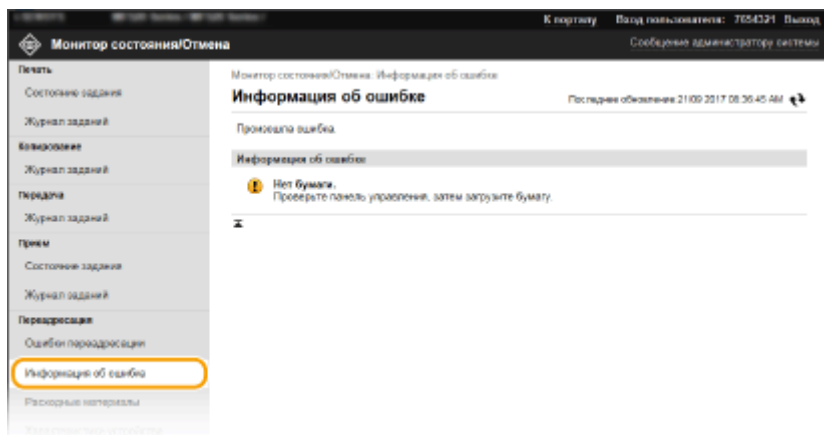 К порталу Вход пользователя: 7654321 Выход
Монитор состояния/Отмена
Сообщение администратору системы
Печать
Состояние задания
Журнал заданий
Копирование
Журнал заданий
Передача
Журнал заданий
Прием
Состояние задания
Журнал заданий
Переадресация
Ошибки переадресации
Информация об ошибке
Расходные материалы
Монитор состояния/Отмена: Информация об ошибке
Информация об ошибке
Последнее обновление 21/09 2017 08:36:45 AM
Произошла ошибка.
Информация об ошибке
Нет бумаги.
Проверьте панель управления, затем загрузите бумагу.